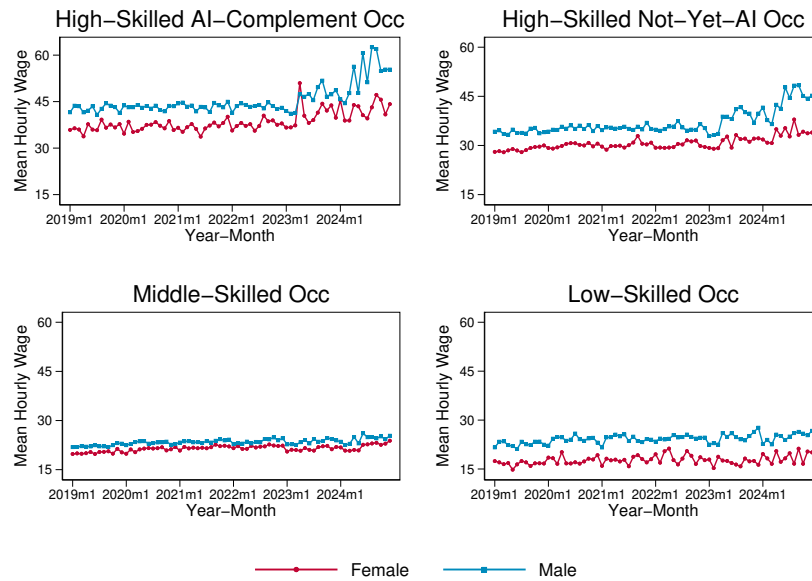 High−Skilled AI−Complement Occ
High−Skilled Not−Yet−AI Occ
Mean Hourly Wage
60
45
30
15
2019m1 2020m1 2021m1 2022m1 2023m1 2024m1
Year−Month
Mean Hourly Wage
60
45
30
15
2019m1 2020m1 2021m1 2022m1 2023m1 2024m1
Year−Month
Middle−Skilled Occ
Low−Skilled Occ
Mean Hourly Wage
60
45
30
15
2019m1 2020m1 2021m1 2022m1 2023m1 2024m1
Year−Month
Mean Hourly Wage
60
45
30
15
2019m1 2020m1 2021m1 2022m1 2023m1 2024m1
Year−Month
Female Male